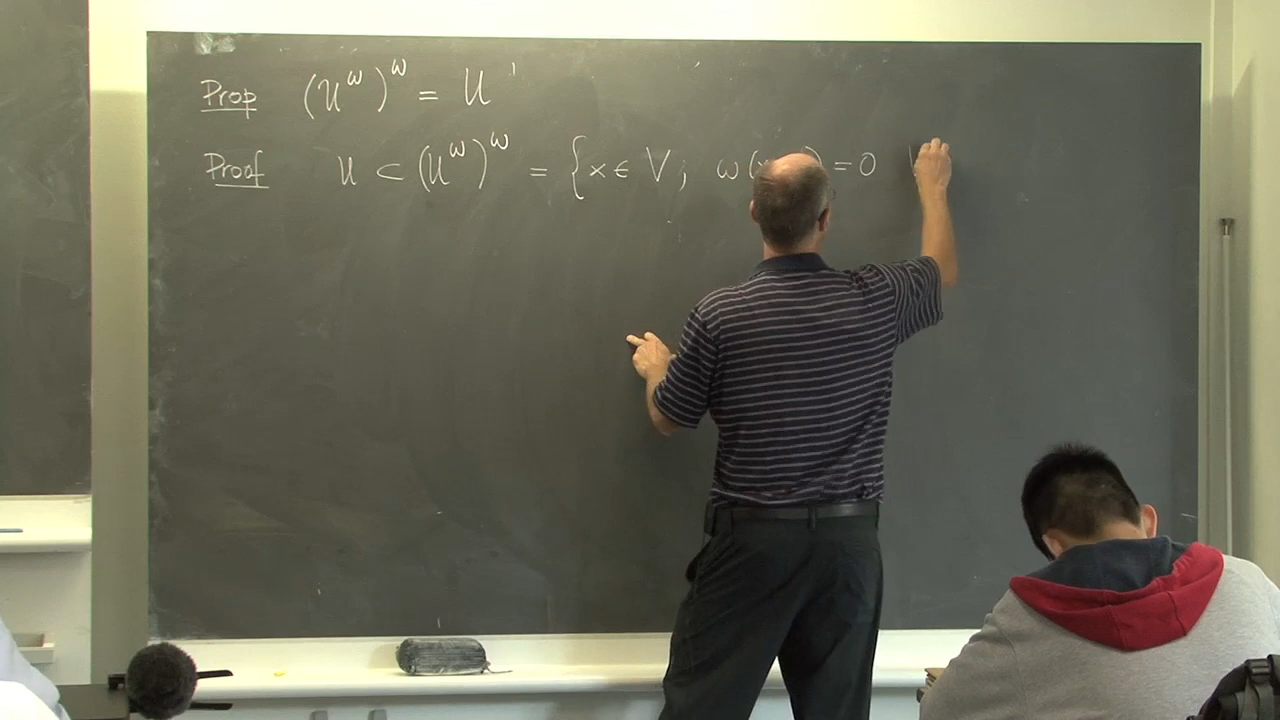 Prop (U^ω)^ω = U
Proof U ⊂ (U^ω)^ω = {x ∈ V; ω( ) = 0